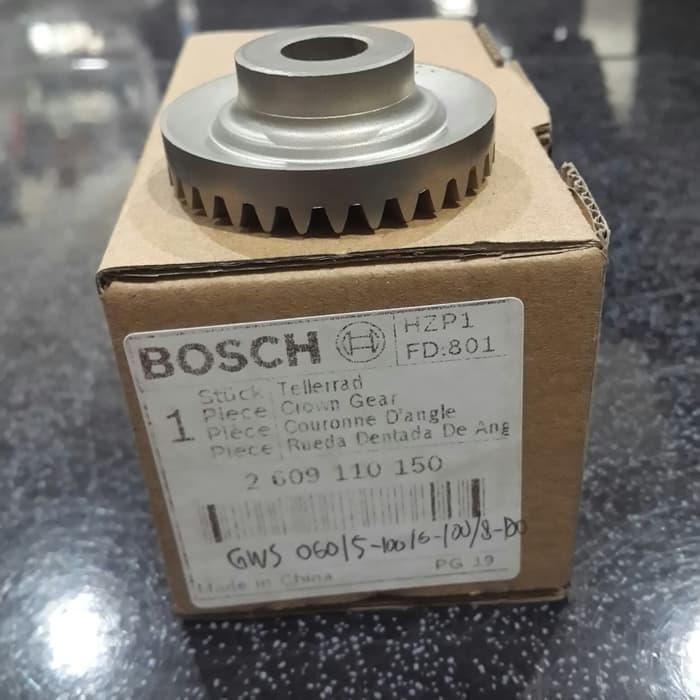 BOSCH
HZP1
FD:801
1
Stück Tellerrad
Piece Crown Gear
Pièce Couronne D'angle
Piece Rueda Dentada De Ang
2 609 110 150
GWS 060/5-100/6-100/8-100
PG 19
Made in China